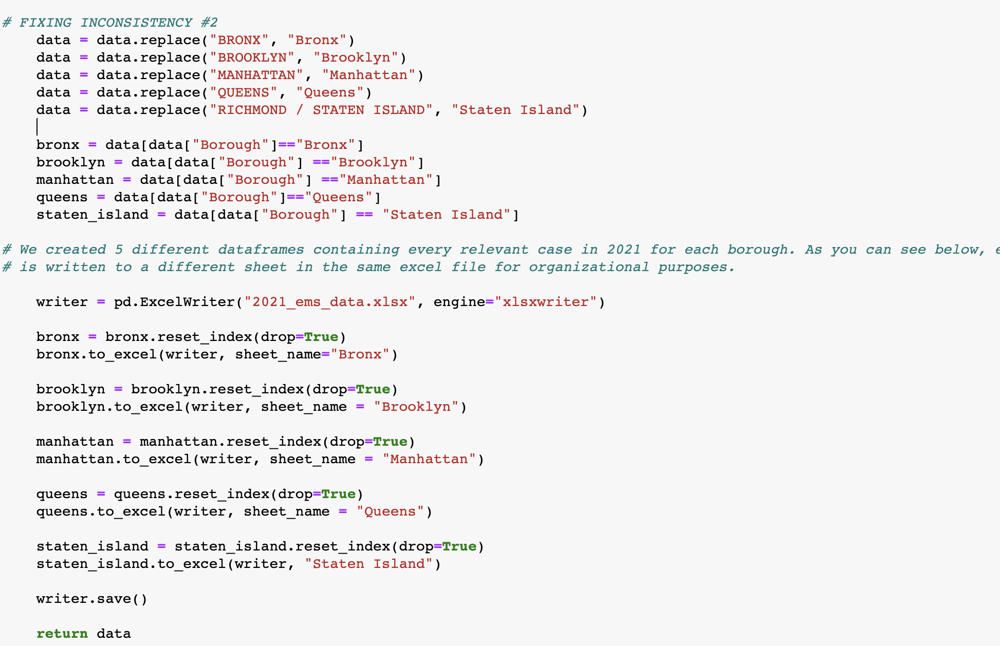 # FIXING INCONSISTENCY #2
data = data.replace("BRONX", "Bronx")
data = data.replace("BROOKLYN", "Brooklyn")
data = data.replace("MANHATTAN", "Manhattan")
data = data.replace("QUEENS", "Queens")
data = data.replace("RICHMOND / STATEN ISLAND", "Staten Island")
bronx = data[data["Borough"]=="Bronx"]
brooklyn = data[data["Borough"] =="Brooklyn"]
manhattan = data[data["Borough"] =="Manhattan"]
queens = data[data["Borough"]=="Queens"]
staten_island = data[data["Borough"] == "Staten Island"]
# We created 5 different dataframes containing every relevant case in 2021 for each borough. As you can see below,
# is written to a different sheet in the same excel file for organizational purposes.
writer = pd.ExcelWriter("2021_ems_data.xlsx", engine="xlsxwriter")
bronx = bronx.reset_index(drop=True)
bronx.to_excel(writer, sheet_name="Bronx")
brooklyn = brooklyn.reset_index(drop=True)
brooklyn.to_excel(writer, sheet_name = "Brooklyn")
manhattan = manhattan.reset_index(drop=True)
manhattan.to_excel(writer, sheet_name = "Manhattan")
queens = queens.reset_index(drop=True)
queens.to_excel(writer, sheet_name = "Queens")
staten_island = staten_island.reset_index(drop=True)
staten_island.to_excel(writer, "Staten Island")
writer.save()
return data